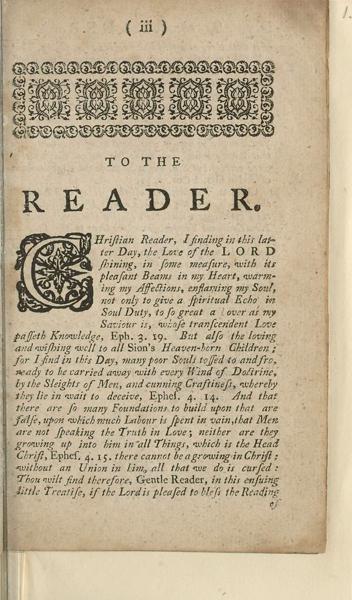 ( iii )
TO THE
READER.
CHristian Reader, I finding in this lat-
ter Day, the Love of the LORD
shining, in some measure, with its
pleasant Beams in my Heart, warm-
ing my Affections, enflaming my Soul,
not only to give a spiritual Echo in
Soul Duty, to so great a Lover as my
Saviour is, whose transcendent Love
passeth Knowledge, Eph. 3. 19. But also the loving
and wishing well to all Sion's Heaven-born Children;
for I find in this Day, many poor Souls tossed to and fro,
ready to be carried away with every Wind of Doctrine,
by the Sleights of Men, and cunning Craftiness, whereby
they lie in wait to deceive, Ephes. 4. 14. And that
there are so many Foundations to build upon that are
false, upon which much Labour is spent in vain, that Men
are not speaking the Truth in Love; neither are they
growing up into him in all Things, which is the Head
Christ, Ephes. 4. 15. there cannot be a growing in Christ:
without an Union in him, all that we do is cursed:
Thou wilt find therefore, Gentle Reader, in this ensuing
little Treatise, if the Lord is pleased to bless the Reading
of